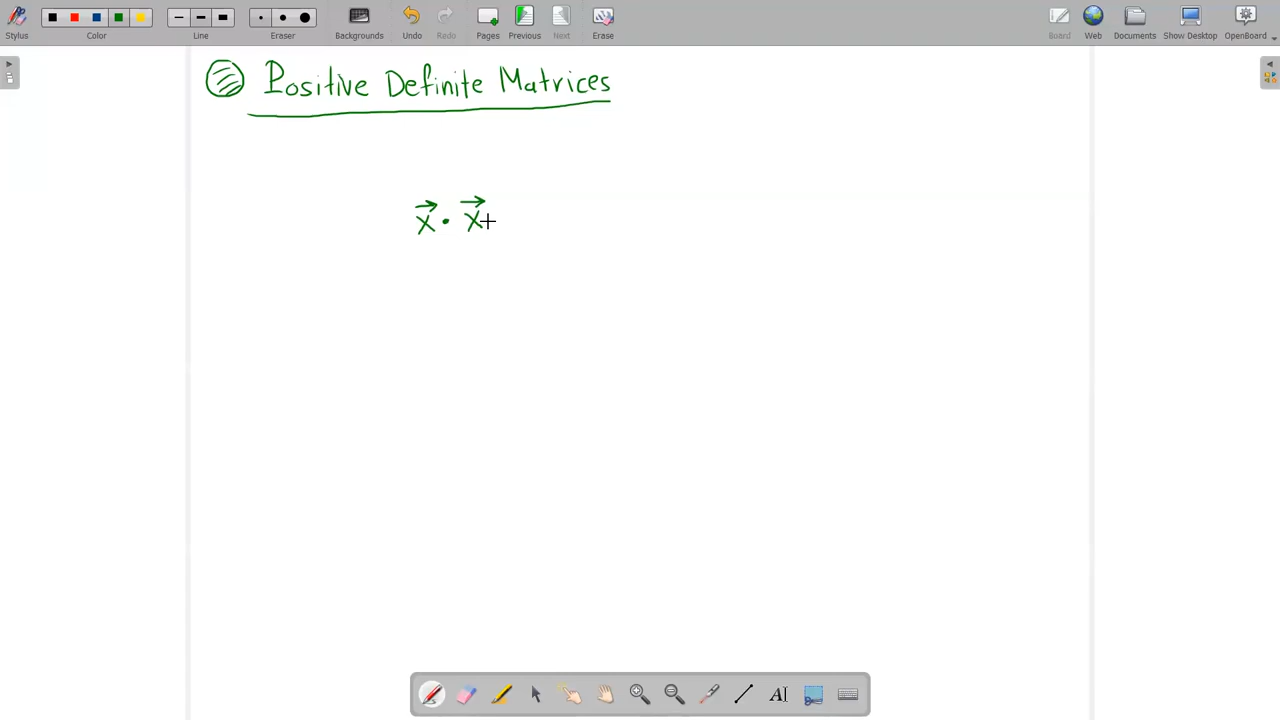 Stylus Color Line Eraser Backgrounds Undo Redo Pages Previous Next Erase Board Web Documents Show Desktop OpenBoard
Positive Definite Matrices
x⃗ · x⃗
AI